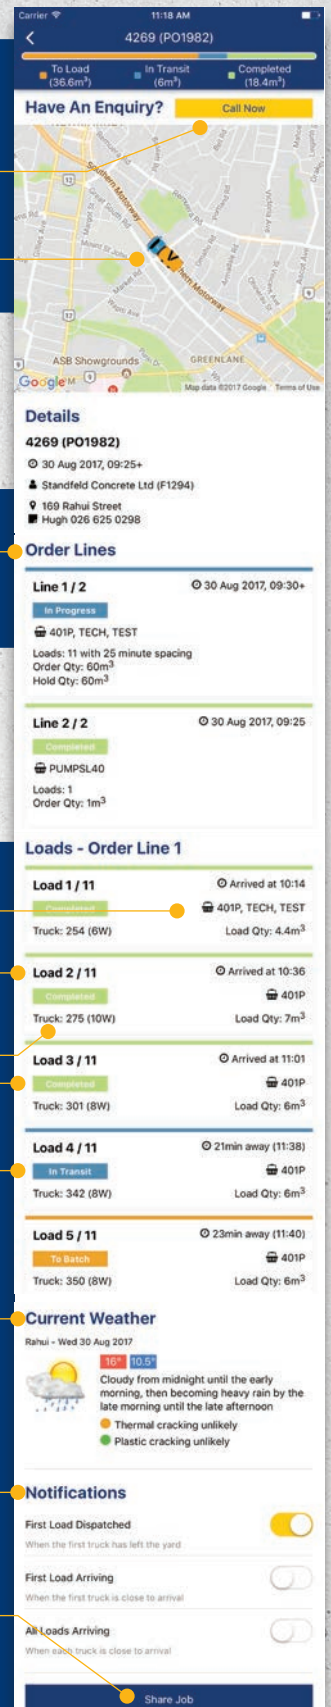 Carrier 11:18 AM
4269 (PO1982)
To Load In Transit Completed
(36.6m³) (6m³) (18.4m³)
Have An Enquiry? Call Now
Southern Motorway
Great South Rd
Market Rd
Southern Motorway
12
12
9
9
ASB Showgrounds GREENLANE
Google Map data ©2017 Google Terms of Use
Details
4269 (PO1982)
30 Aug 2017, 09:25+
Standfeld Concrete Ltd (F1294)
169 Rahui Street
Hugh 026 625 0298
Order Lines
Line 1 / 2 30 Aug 2017, 09:30+
In Progress
401P, TECH, TEST
Loads: 11 with 25 minute spacing
Order Qty: 60m³
Hold Qty: 60m³
Line 2 / 2 30 Aug 2017, 09:25
Completed
PUMPSL40
Loads: 1
Order Qty: 1m³
Loads - Order Line 1
Load 1 / 11 Arrived at 10:14
Completed 401P, TECH, TEST
Truck: 254 (6W) Load Qty: 4.4m³
Load 2 / 11 Arrived at 10:36
Completed 401P
Truck: 275 (10W) Load Qty: 7m³
Load 3 / 11 Arrived at 11:01
Completed 401P
Truck: 301 (8W) Load Qty: 6m³
Load 4 / 11 21min away (11:38)
In Transit 401P
Truck: 342 (8W) Load Qty: 6m³
Load 5 / 11 23min away (11:40)
To Batch 401P
Truck: 350 (8W) Load Qty: 6m³
Current Weather
Rahui - Wed 30 Aug 2017
16° 10.5°
Cloudy from midnight until the early
morning, then becoming heavy rain by the
late morning until the late afternoon
Thermal cracking unlikely
Plastic cracking unlikely
Notifications
First Load Dispatched
When the first truck has left the yard
First Load Arriving
When the first truck is close to arrival
All Loads Arriving
When each truck is close to arrival
Share Job